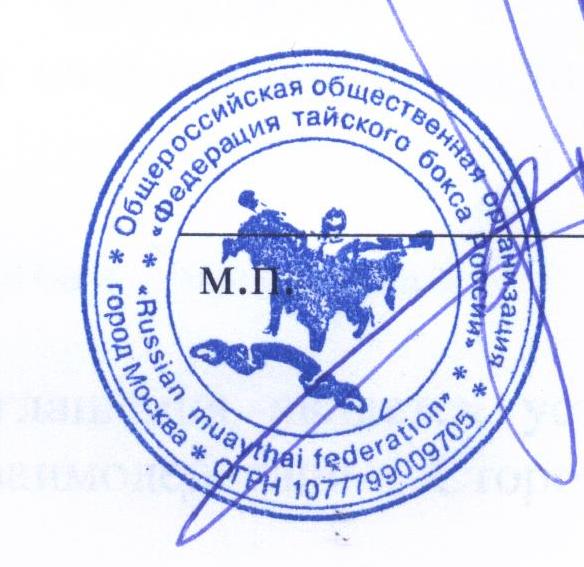 * Общероссийская общественная организация *
* «Федерация тайского бокса России» *
«Russian muaythai federation»
город Москва * ОГРН 1077799009705
М.П.